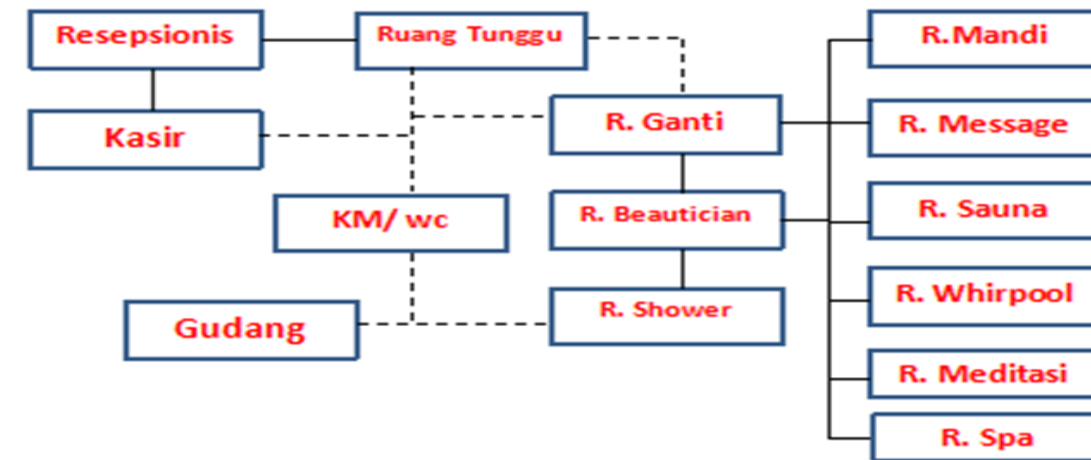 Resepsionis
Ruang Tunggu
R.Mandi
Kasir
R. Ganti
R. Message
KM/ wc
R. Beautician
R. Sauna
Gudang
R. Shower
R. Whirpool
R. Meditasi
R. Spa